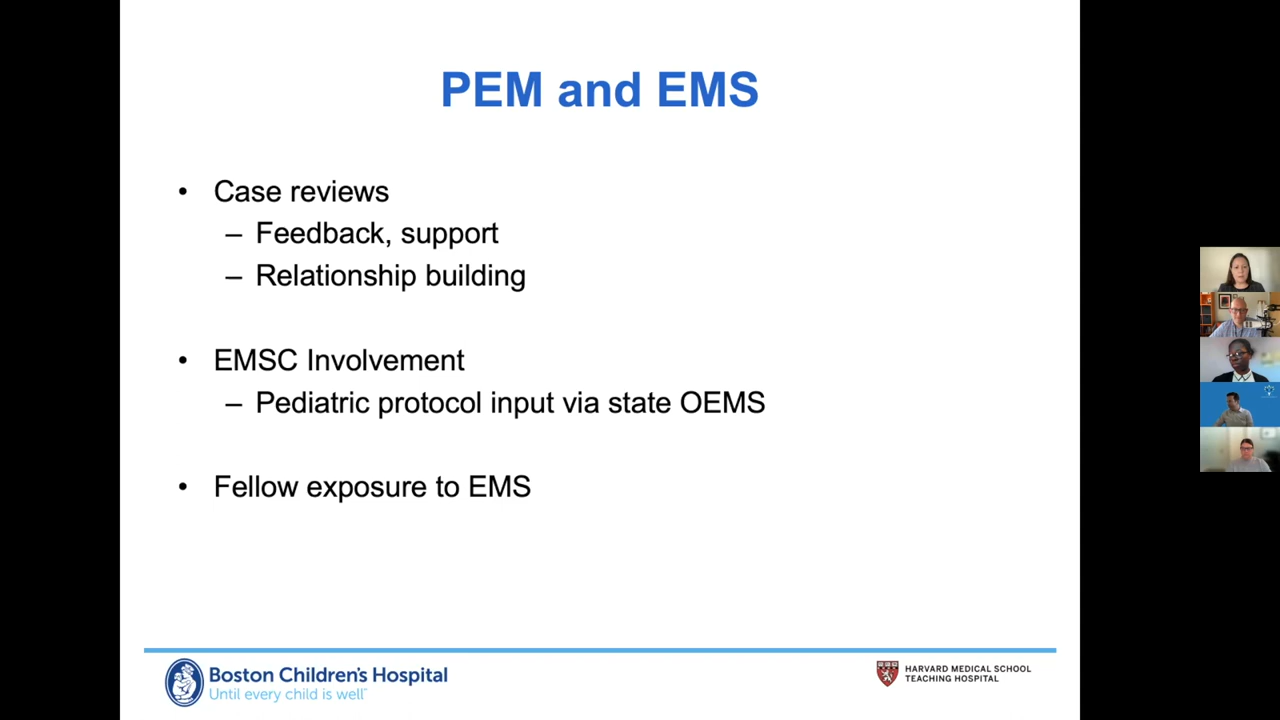 PEM and EMS
• Case reviews
– Feedback, support
– Relationship building
• EMSC Involvement
– Pediatric protocol input via state OEMS
• Fellow exposure to EMS
Boston Children's Hospital
Until every child is well™
HARVARD MEDICAL SCHOOL
TEACHING HOSPITAL